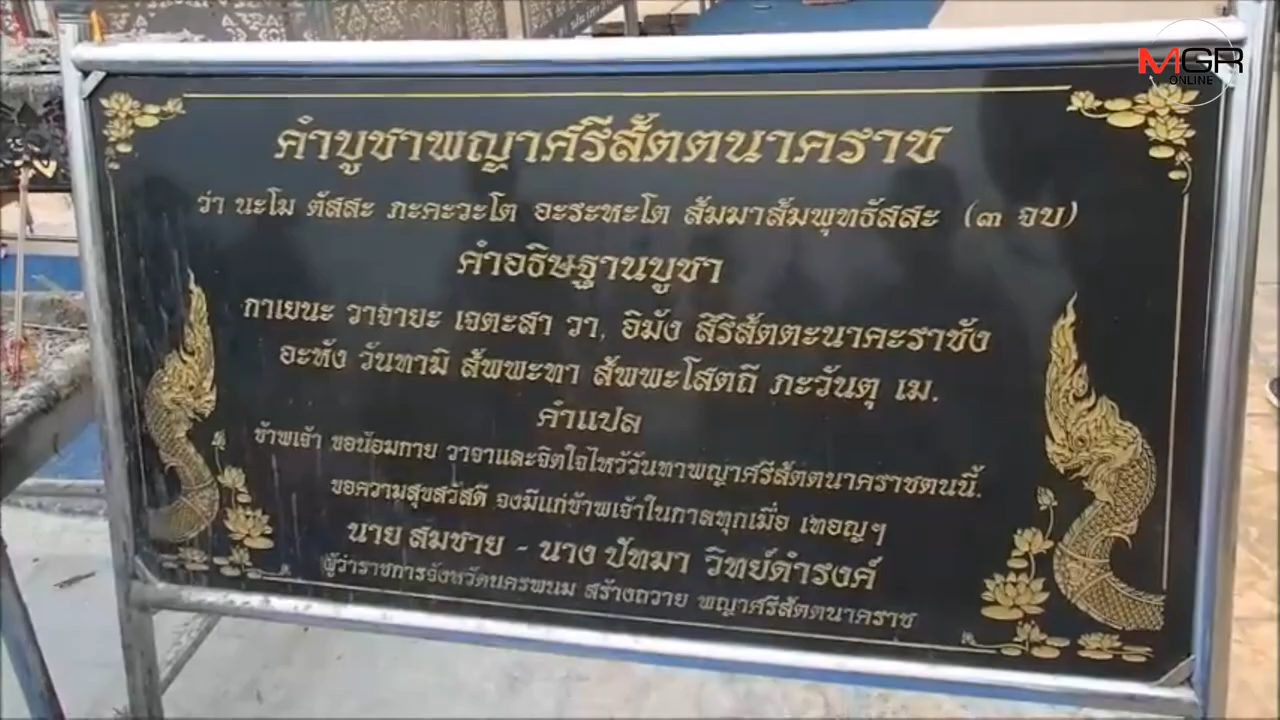 MGR
ONLINE
คำบูชาพญาศรีสัตตนาคราช
ว่า นะโม ตัสสะ ภะคะวะโต อะระหะโต สัมมาสัมพุทธัสสะ (๓ จบ)
คำอธิษฐานบูชา
กาเยนะ วาจายะ เจตะสา วา, อิมัง สิริสัตตะนาคะราชัง
อะหัง วันทามิ สัพพะทา สัพพะโสตถี ภะวันตุ เม.
คำแปล
ข้าพเจ้า ขอน้อมกาย วาจาและจิตใจไหว้วันทาพญาศรีสัตตนาคราชตนนี้.
ขอความสุขสวัสดี จงมีแก่ข้าพเจ้าในกาลทุกเมื่อ เทอญฯ
นาย สมชาย - นาง ปัทมา วิทย์ดำรงค์
ผู้ว่าราชการจังหวัดนครพนม สร้างถวาย พญาศรีสัตตนาคราช